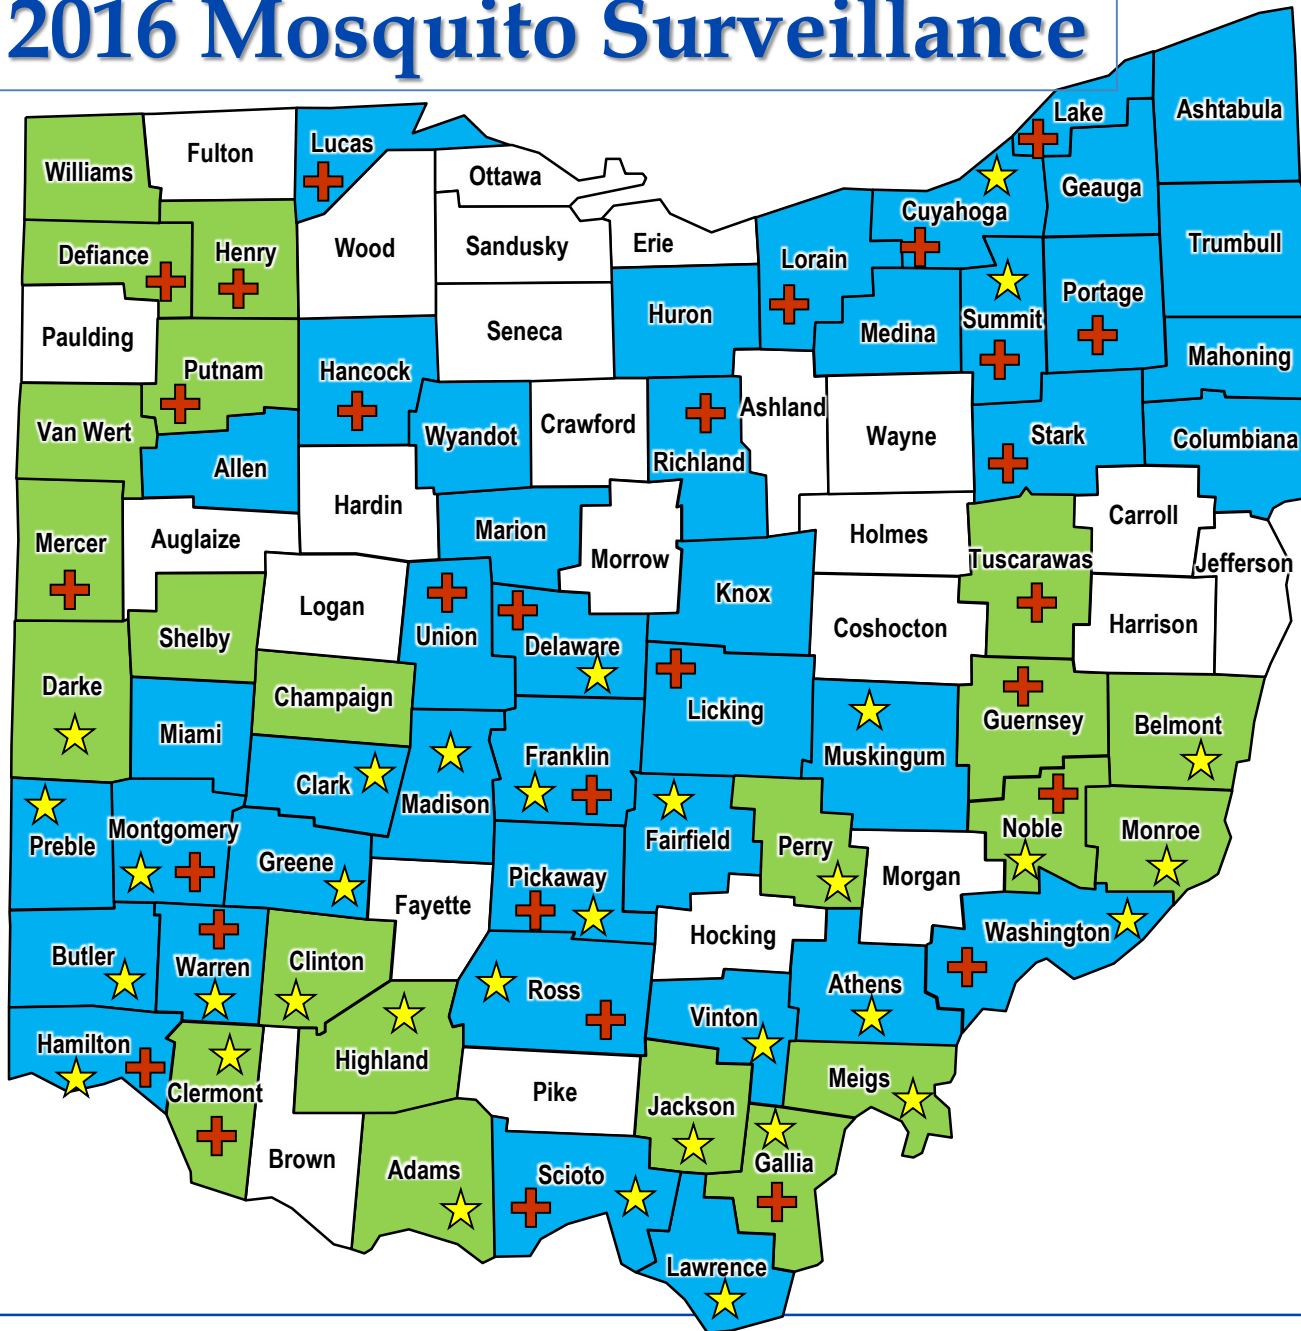 2016 Mosquito Surveillance
Lake
Ashtabula
Lucas
Fulton
Williams
Ottawa
Geauga
Cuyahoga
Trumbull
Sandusky
Erie
Wood
Henry
Defiance
Lorain
Portage
Huron
Summit
Medina
Seneca
Paulding
Mahoning
Putnam
Hancock
Ashland
Crawford
Van Wert
Wyandot
Wayne
Stark
Columbiana
Richland
Allen
Hardin
Carroll
Marion
Holmes
Auglaize
Mercer
Morrow
Tuscarawas
Jefferson
Knox
Logan
Harrison
Coshocton
Union
Shelby
Delaware
Darke
Champaign
Licking
Guernsey
Belmont
Miami
Franklin
Muskingum
Clark
Madison
Montgomery
Noble
Monroe
Fairfield
Preble
Perry
Greene
Pickaway
Morgan
Fayette
Washington
Hocking
Butler
Clinton
Warren
Athens
Ross
Vinton
Hamilton
Highland
Meigs
Clermont
Pike
Jackson
Brown
Gallia
Adams
Scioto
Lawrence